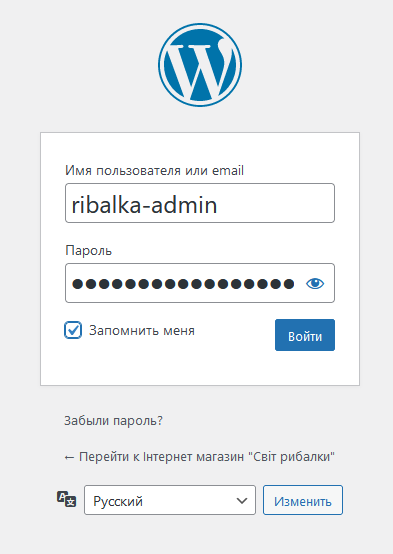 Имя пользователя или email
ribalka-admin
Пароль
Запомнить меня
Войти
Забыли пароль?
← Перейти к Інтернет магазин "Світ рибалки"
Русский
Изменить